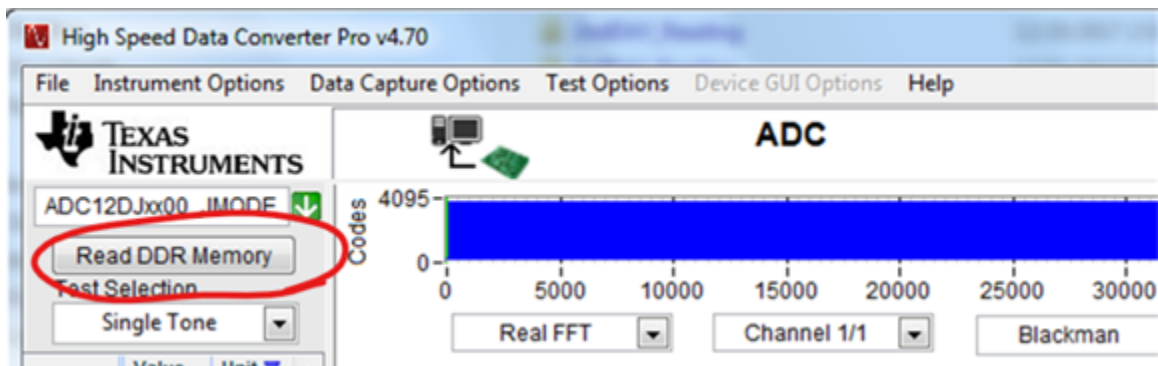 High Speed Data Converter Pro v4.70
File Instrument Options Data Capture Options Test Options Device GUI Options Help
TEXAS
INSTRUMENTS
ADC
ADC12DJxx00_JMODE
Read DDR Memory
Test Selection
Single Tone
Value Unit
Codes
4095
0
0 5000 10000 15000 20000 25000 30000
Real FFT Channel 1/1 Blackman